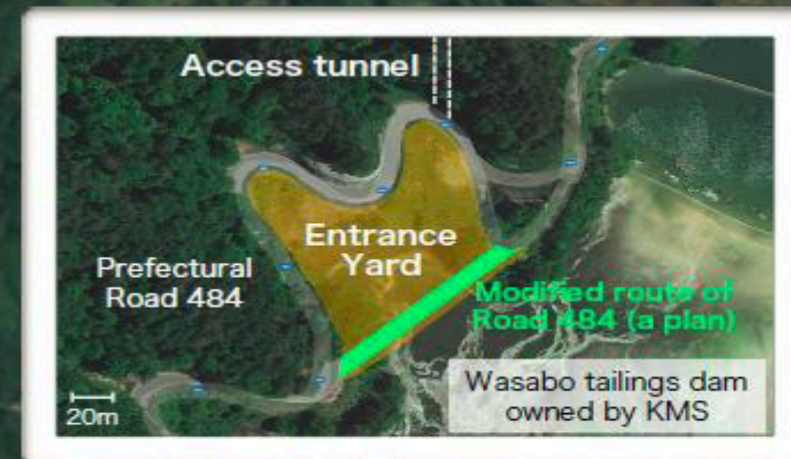 Access tunnel
Entrance
Yard
Prefectural
Road 484
Modified route of
Road 484 (a plan)
Wasabo tailings dam
owned by KMS
20m